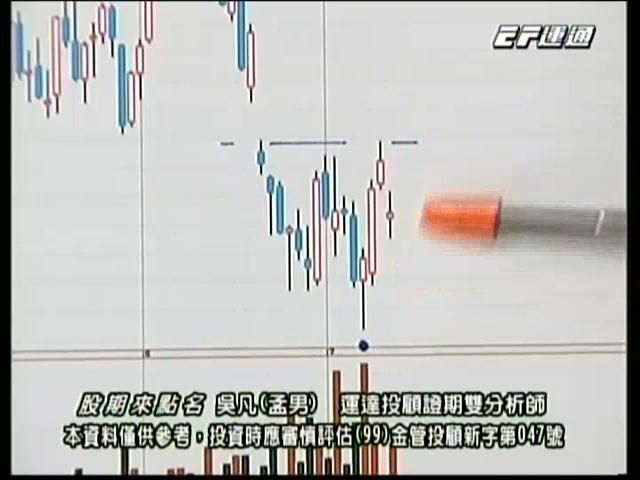 運通
6
7
股期來點名 吳凡(孟男) 運達投顧證期雙分析師
本資料僅供參考，投資時應審慎評估(99)金管投顧新字第047號